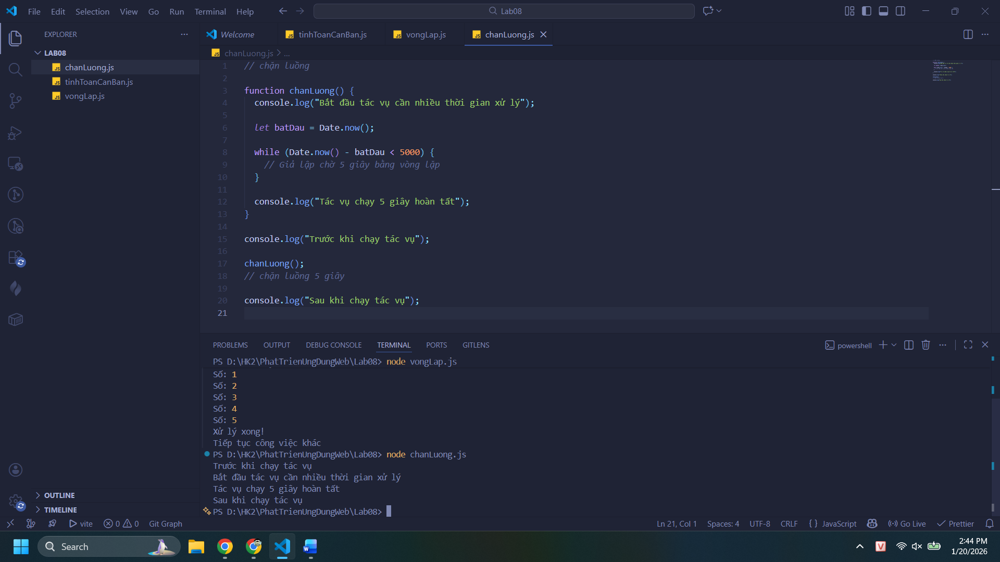 File Edit Selection View Go Run Terminal Help
Lab08
EXPLORER
LAB08
chanLuong.js
tinhToanCanBan.js
vongLap.js
OUTLINE
TIMELINE
Welcome
tinhToanCanBan.js
vongLap.js
chanLuong.js
chanLuong.js > ...
1 // chặn luồng
2
3 function chanLuong() {
4 console.log("Bắt đầu tác vụ cần nhiều thời gian xử lý");
5
6 let batDau = Date.now();
7
8 while (Date.now() - batDau < 5000) {
9 // Giả lập chờ 5 giây bằng vòng lặp
10 }
11
12 console.log("Tác vụ chạy 5 giây hoàn tất");
13 }
14
15 console.log("Trước khi chạy tác vụ");
16
17 chanLuong();
18 // chặn luồng 5 giây
19
20 console.log("Sau khi chạy tác vụ");
21
PROBLEMS OUTPUT DEBUG CONSOLE TERMINAL PORTS GITLENS
powershell
PS D:\HK2\PhatTrienUngDungWeb\Lab08> node vongLap.js
Số: 1
Số: 2
Số: 3
Số: 4
Số: 5
Xử lý xong!
Tiếp tục công việc khác
PS D:\HK2\PhatTrienUngDungWeb\Lab08> node chanLuong.js
Trước khi chạy tác vụ
Bắt đầu tác vụ cần nhiều thời gian xử lý
Tác vụ chạy 5 giây hoàn tất
Sau khi chạy tác vụ
PS D:\HK2\PhatTrienUngDungWeb\Lab08>
vite 0 0 Git Graph
Ln 21, Col 1 Spaces: 4 UTF-8 CRLF {} JavaScript Go Live Prettier
Search
2:44 PM
1/20/2026